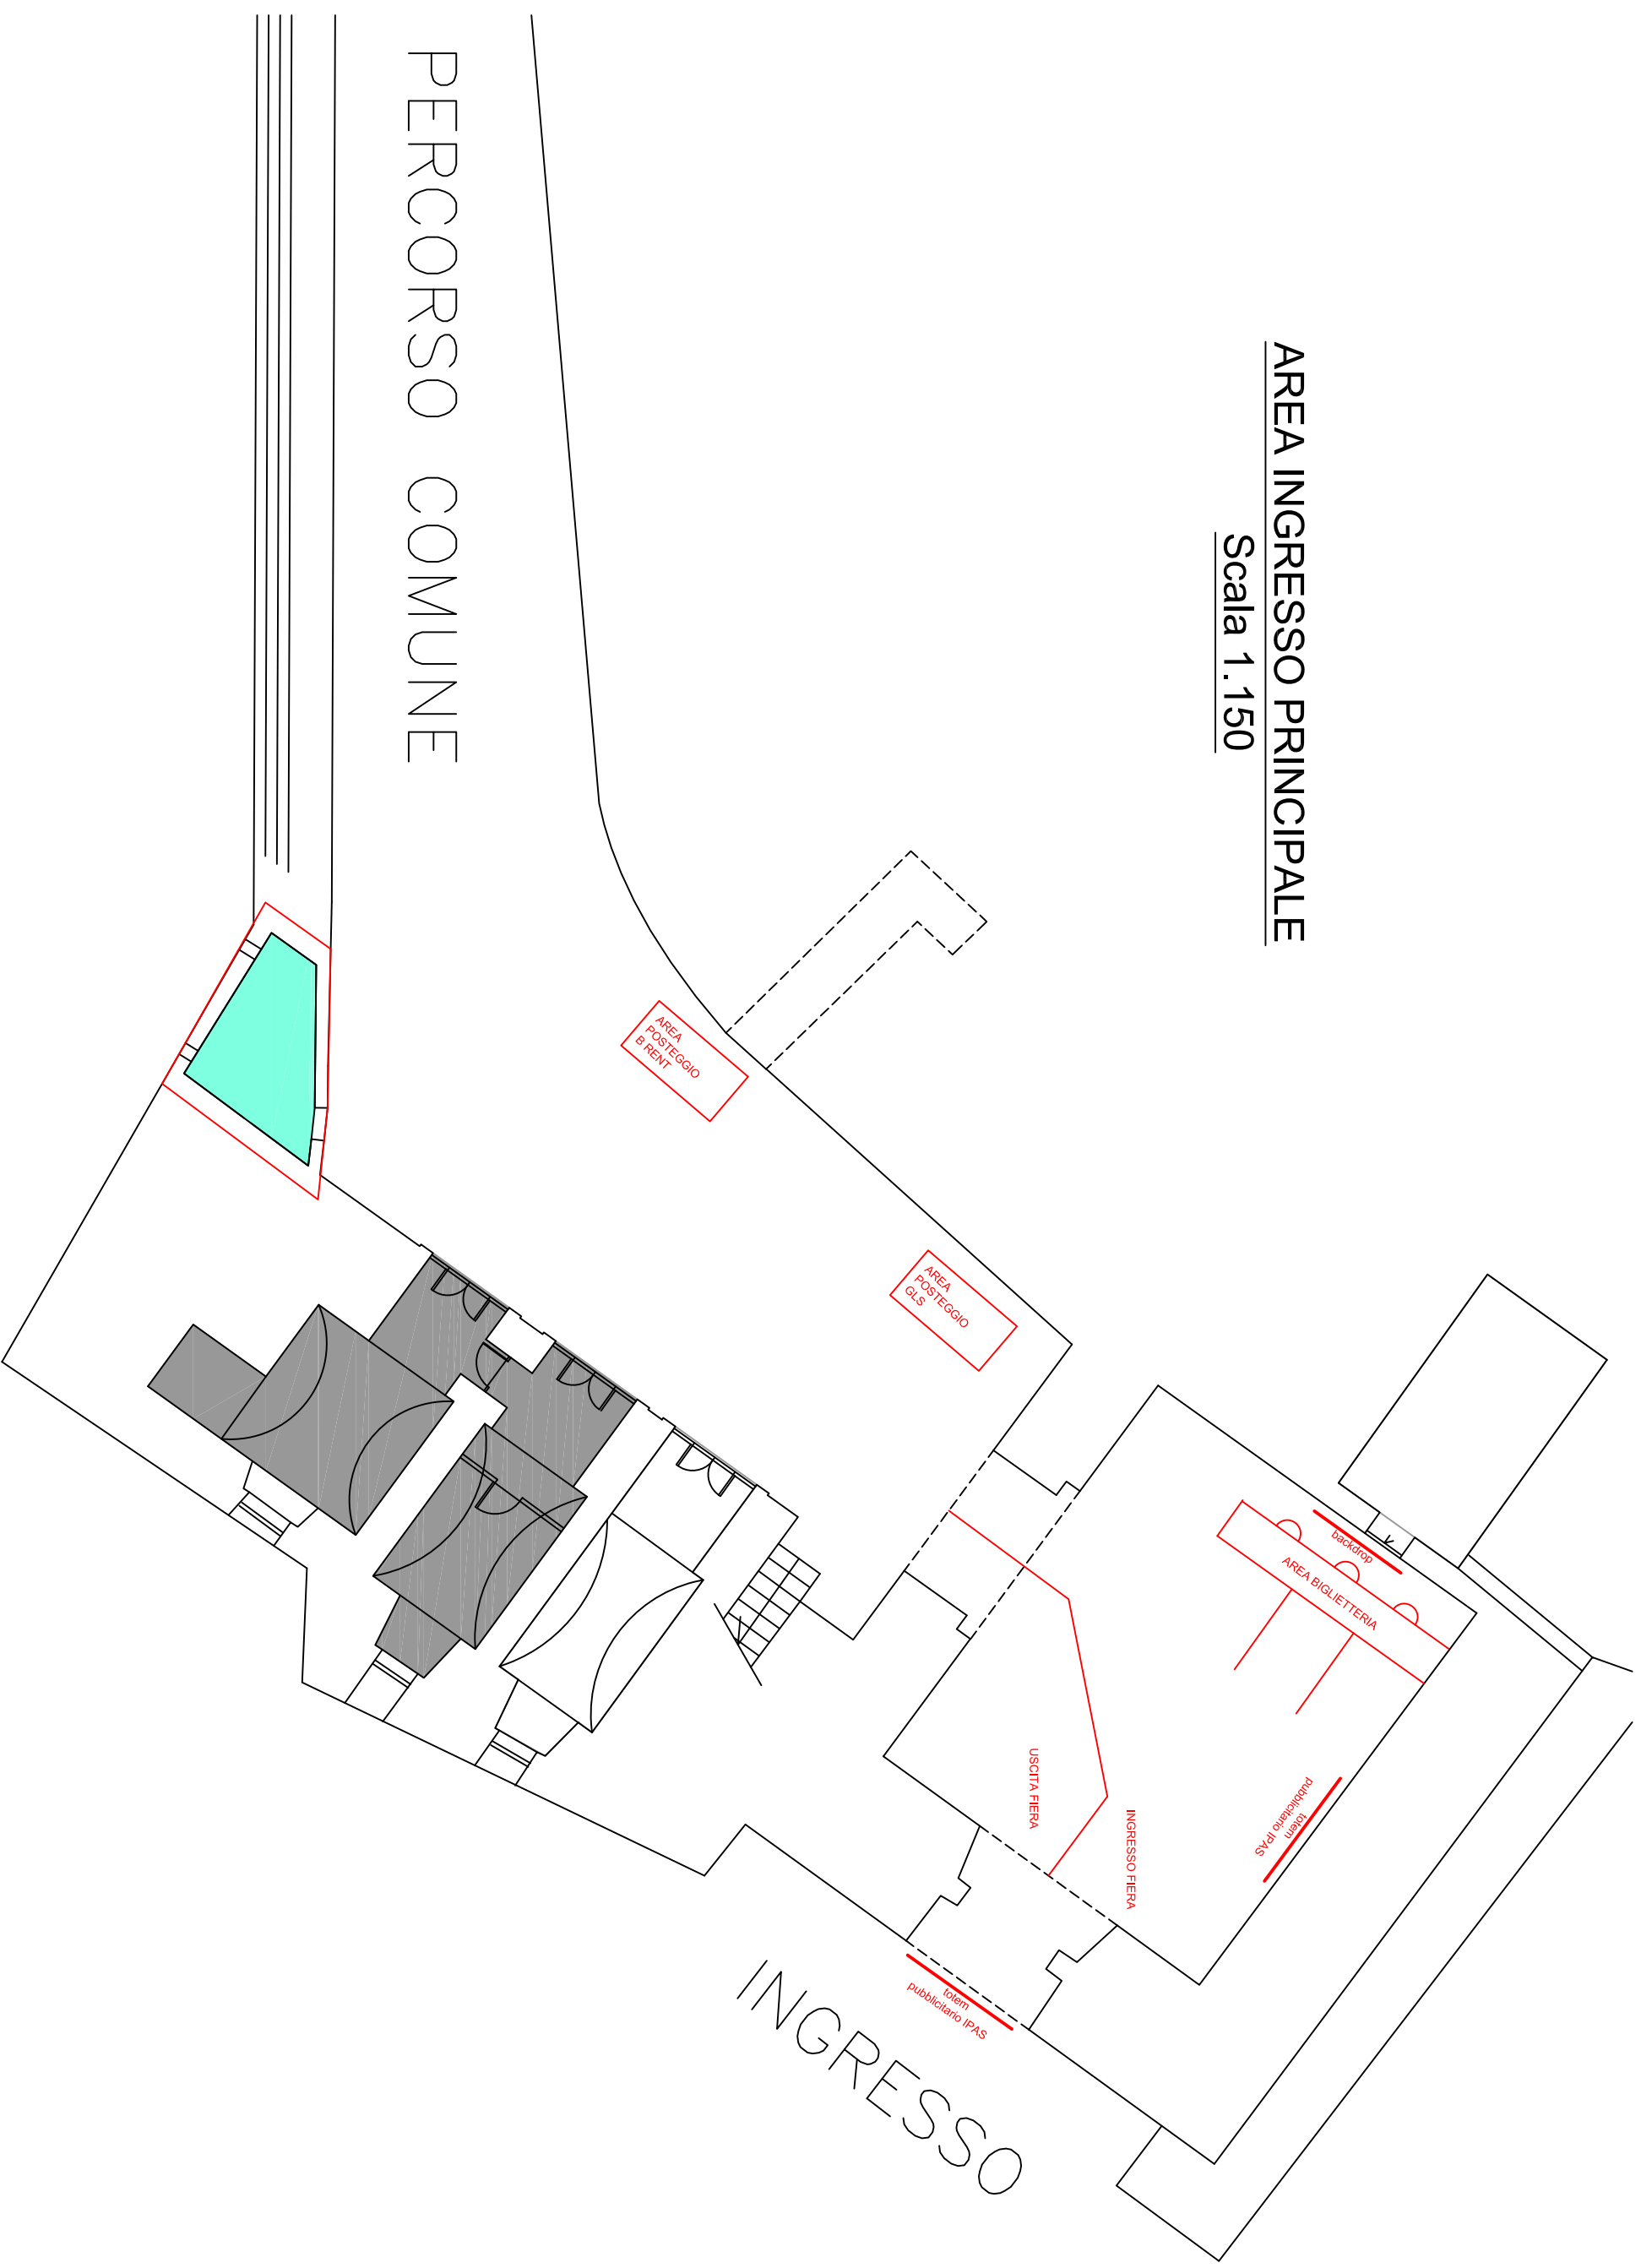 AREA INGRESSO PRINCIPALE
Scala 1.150
PERCORSO COMUNE
AREA
POSTEGGIO
B RENT
AREA
POSTEGGIO
GLS
backdrop
AREA BIGLIETTERIA
totem
pubblicitario IPAS
USCITA FIERA
INGRESSO FIERA
totem
pubblicitario IPAS
INGRESSO